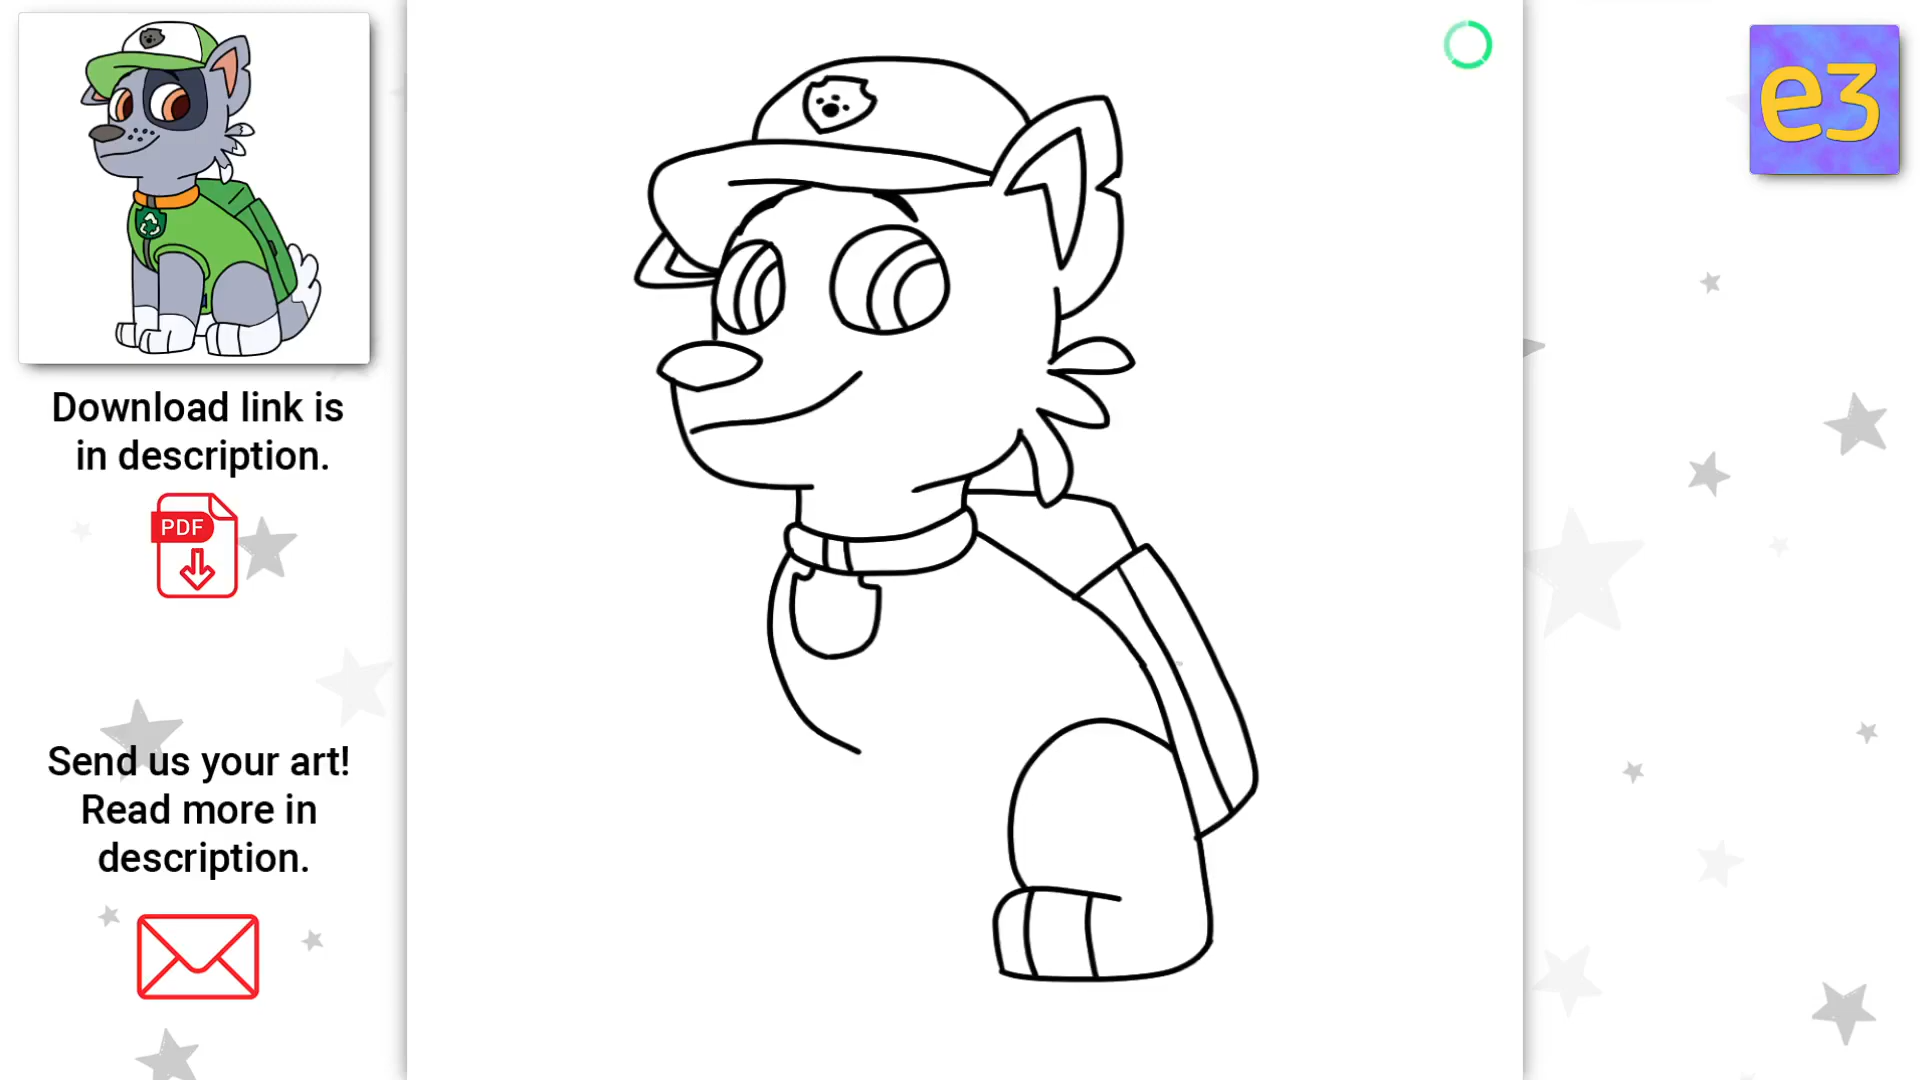 Download link is
in description.
PDF
Send us your art!
Read more in
description.
e3